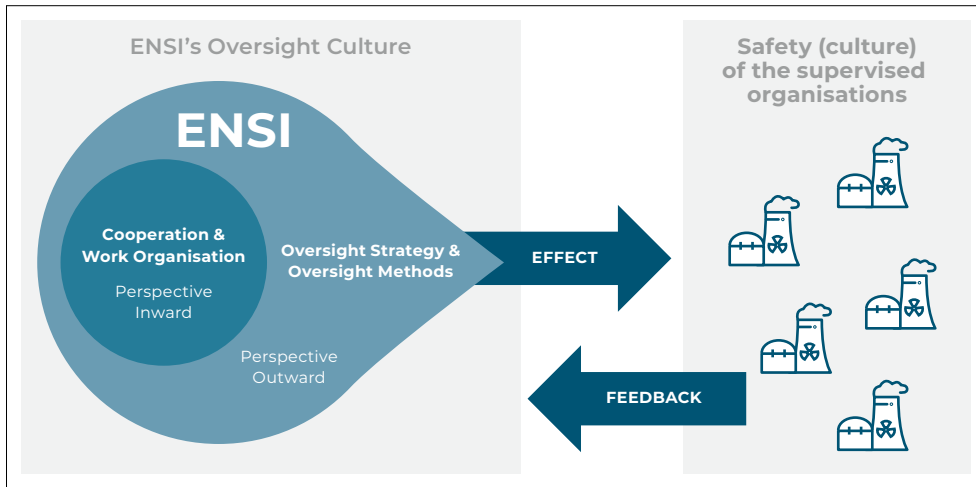 ENSI’s Oversight Culture
ENSI
Cooperation &
Work Organisation
Perspective
Inward
Oversight Strategy &
Oversight Methods
Perspective
Outward
EFFECT
FEEDBACK
Safety (culture)
of the supervised
organisations